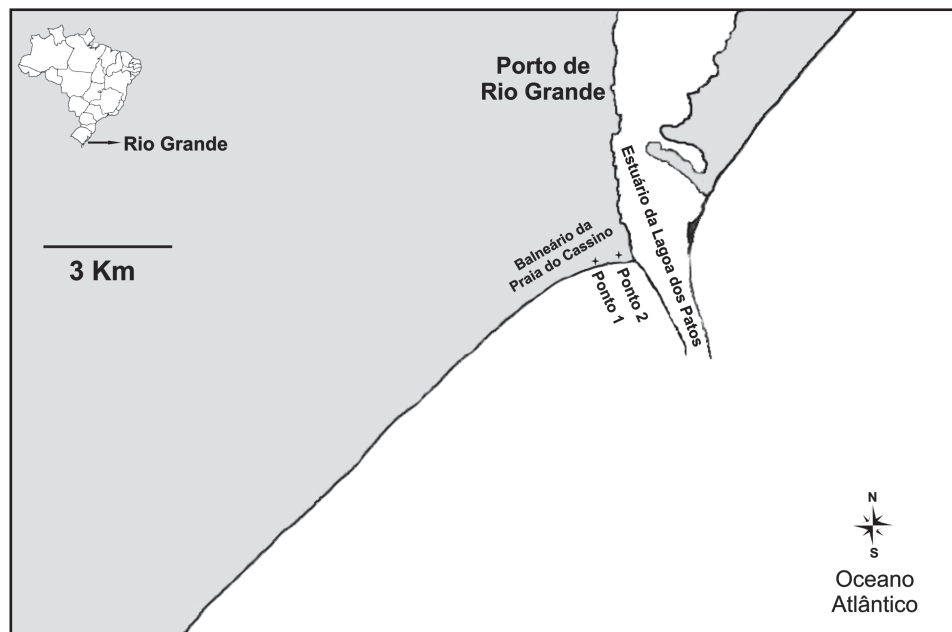 Porto de
Rio Grande
Rio Grande
3 Km
Balneário da
Praia do Cassino
Ponto 1
Ponto 2
Estuário da Lagoa dos Patos
N
S
Oceano
Atlântico